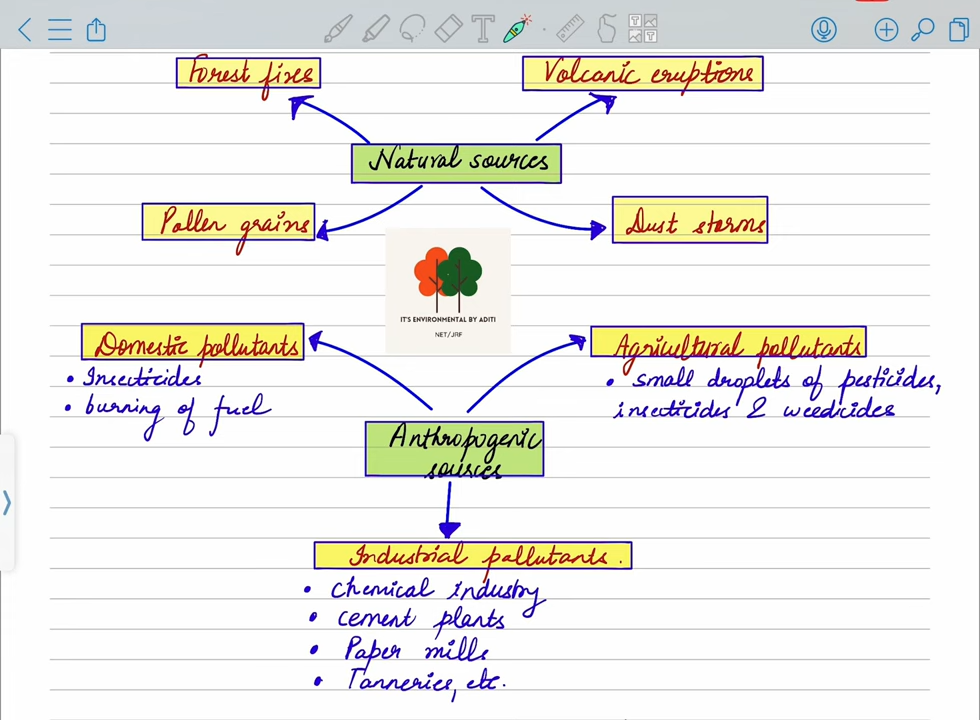 Forest fires
Volcanic eruptions
Natural sources
Pollen grains
Dust storms
IT'S ENVIRONMENTAL BY ADITI
NET/JRF
Domestic pollutants
• Insecticides
• burning of fuel
Agricultural pollutants
• small droplets of pesticides,
insecticides & weedicides
Anthropogenic
sources
Industrial pollutants.
• chemical industry
• cement plants
• Paper mills
• Tanneries, etc.